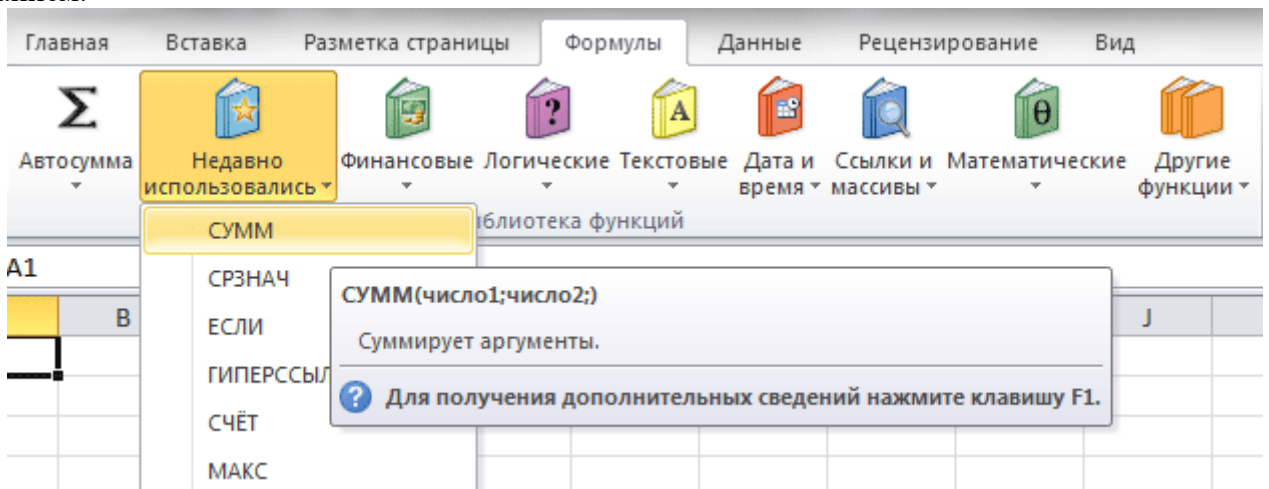 Главная Вставка Разметка страницы Формулы Данные Рецензирование Вид
Σ ? A θ
Автосумма Недавно использовались Финансовые Логические Текстовые Дата и время Ссылки и массивы Математические Другие функции
функций
СУММ
A1
СРЗНАЧ
СУММ(число1;число2;)
B J
ЕСЛИ
Суммирует аргументы.
Для получения дополнительных сведений нажмите клавишу F1.
СЧЁТ
МАКС